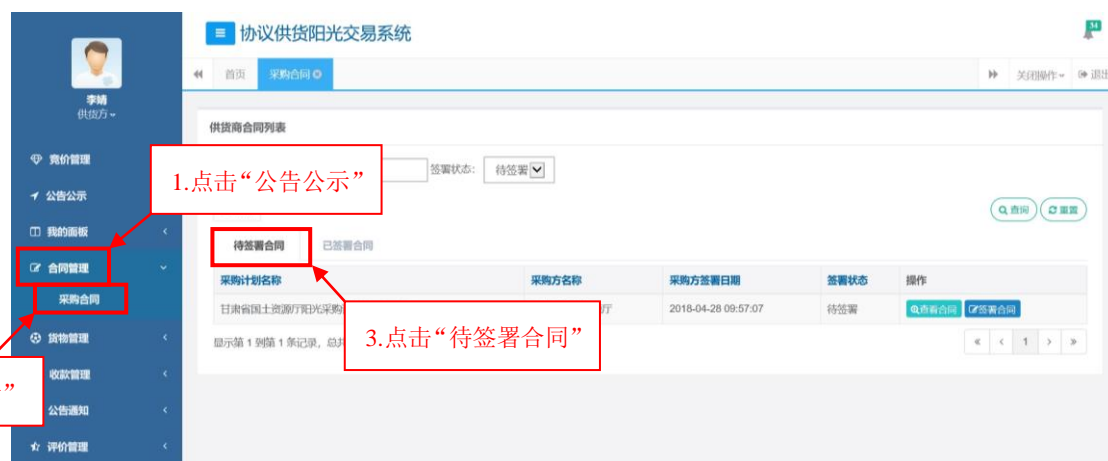 协议供货阳光交易系统
34
首页 采购合同 关闭操作 退出
李婧
供货方
竞价管理
公告公示
我的面板
合同管理
采购合同
货物管理
收款管理
公告通知
评价管理
供货商合同列表
签署状态: 待签署
1.点击“公告公示”
查询 重置
待签署合同 已签署合同
采购计划名称 采购方名称 采购方签署日期 签署状态 操作
甘肃省国土资源厅阳光采购 厅 2018-04-28 09:57:07 待签署 查看合同 签署合同
显示第 1 到第 1 条记录，总共
« ‹ 1 › »
3.点击“待签署合同”
”